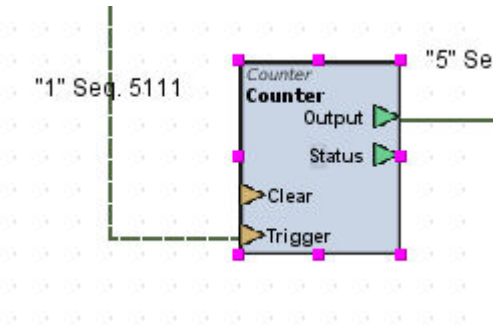 "5" Se
"1" Seq. 5111
Counter
Counter
Output
Status
Clear
Trigger